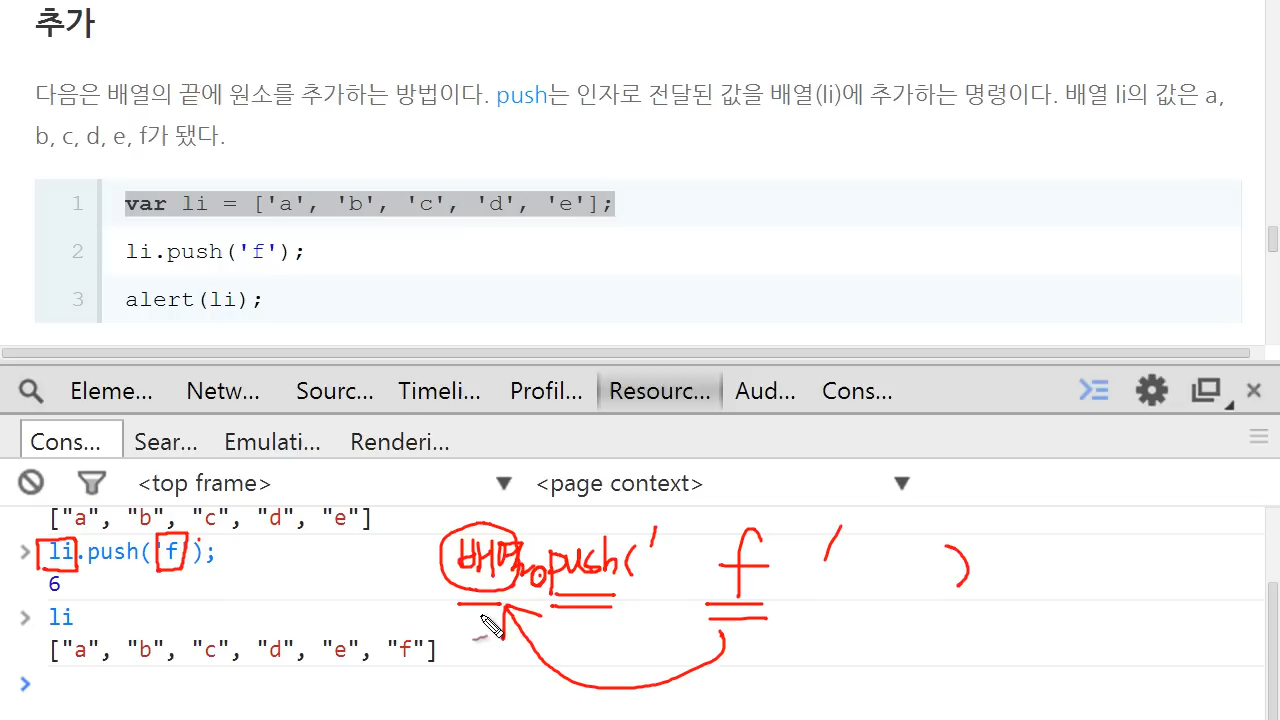 추가
다음은 배열의 끝에 원소를 추가하는 방법이다. push는 인자로 전달된 값을 배열(li)에 추가하는 명령이다. 배열 li의 값은 a,
b, c, d, e, f가 됐다.
1 var li = ['a', 'b', 'c', 'd', 'e'];
2 li.push('f');
3 alert(li);
Eleme... Netw... Sourc... Timeli... Profil... Resourc... Aud... Cons...
Cons... Sear... Emulati... Renderi...
<top frame> <page context>
["a", "b", "c", "d", "e"]
li.push('f');
배열.push('f')
6
li
["a", "b", "c", "d", "e", "f"]